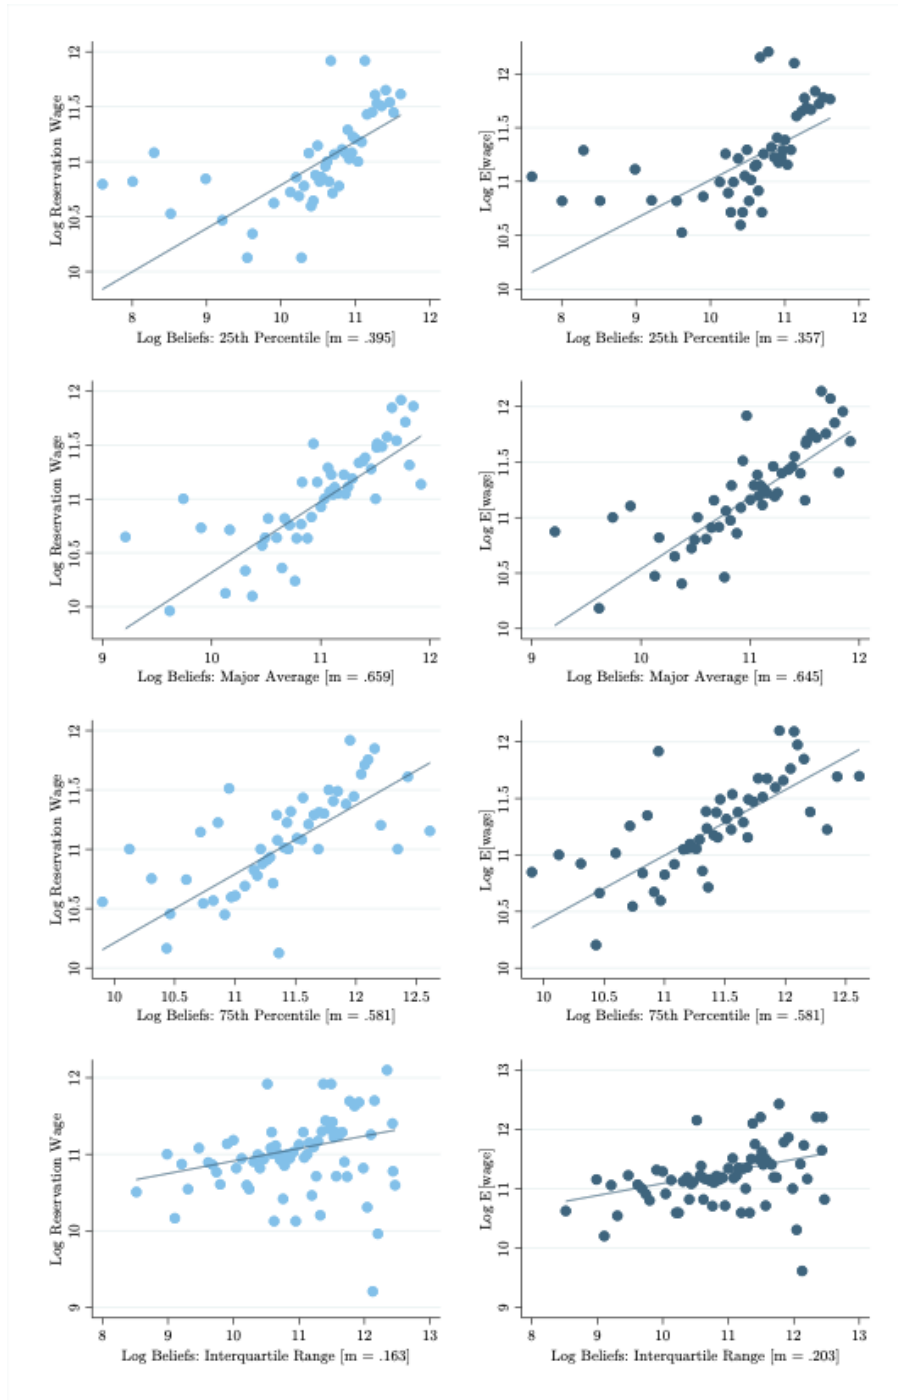 Log Reservation Wage
12
11.5
11
10.5
10
8 9 10 11 12
Log Beliefs: 25th Percentile [m = .395]
Log E[wage]
12
11.5
11
10.5
10
8 9 10 11 12
Log Beliefs: 25th Percentile [m = .357]
Log Reservation Wage
12
11.5
11
10.5
10
9 10 11 12
Log Beliefs: Major Average [m = .659]
Log E[wage]
12
11.5
11
10.5
10
9 10 11 12
Log Beliefs: Major Average [m = .645]
Log Reservation Wage
12
11.5
11
10.5
10
10 10.5 11 11.5 12 12.5
Log Beliefs: 75th Percentile [m = .581]
Log E[wage]
12
11.5
11
10.5
10
10 10.5 11 11.5 12 12.5
Log Beliefs: 75th Percentile [m = .581]
Log Reservation Wage
12
11
10
9
8 9 10 11 12 13
Log Beliefs: Interquartile Range [m = .163]
Log E[wage]
13
12
11
10
9
8 9 10 11 12 13
Log Beliefs: Interquartile Range [m = .203]